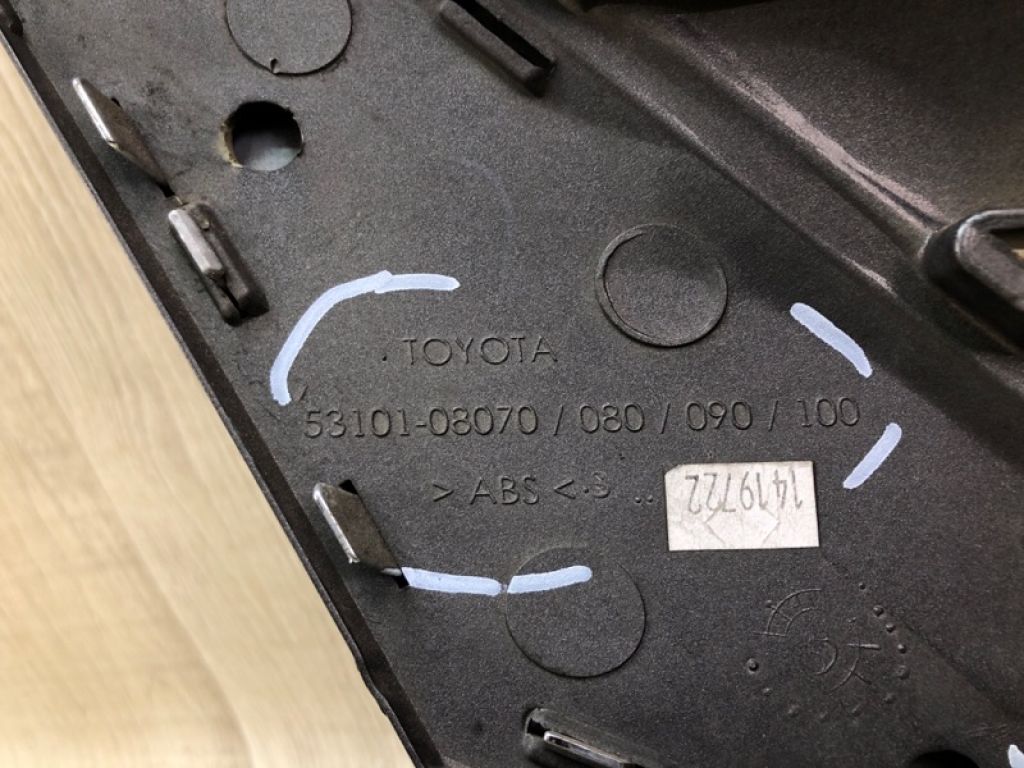 TOYOTA
53101-08070 / 080 / 090 / 100
> ABS <
1419722